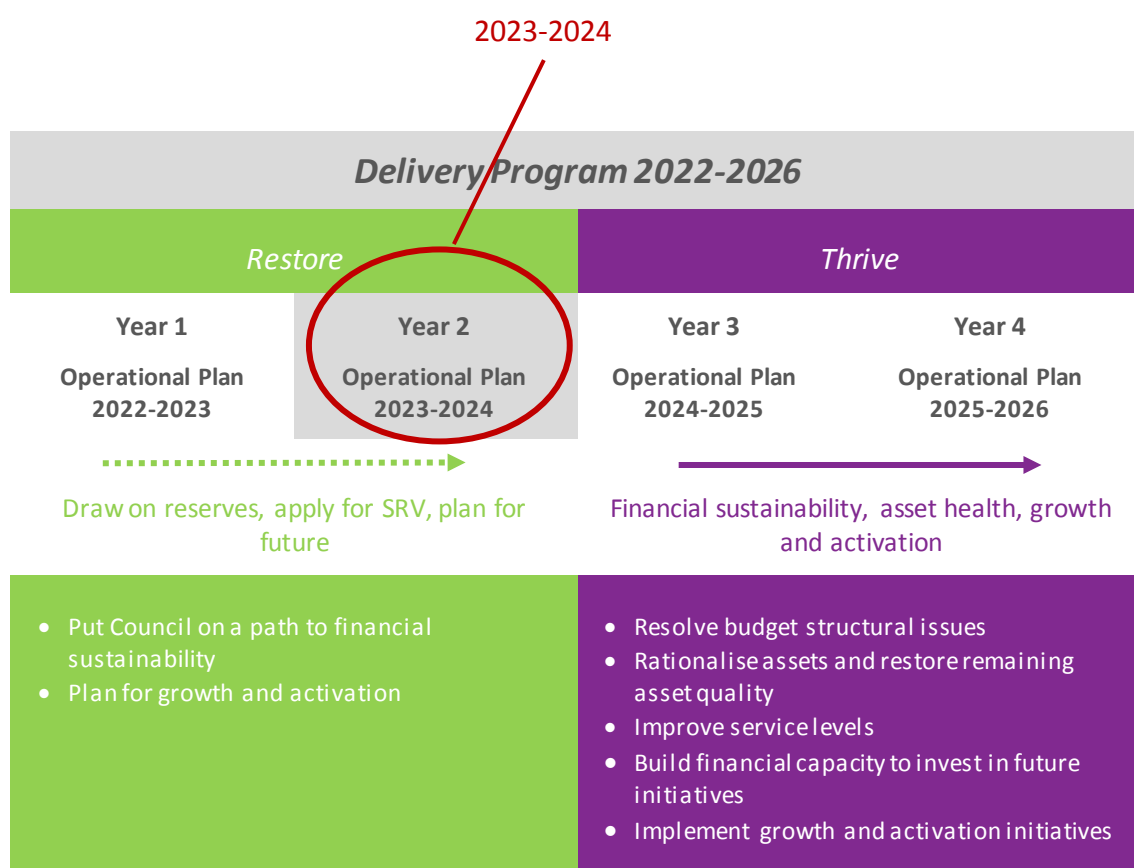 2023-2024
Delivery Program 2022-2026
Restore
Thrive
Year 1
Operational Plan
2022-2023
Year 2
Operational Plan
2023-2024
Year 3
Operational Plan
2024-2025
Year 4
Operational Plan
2025-2026
Draw on reserves, apply for SRV, plan for
future
Financial sustainability, asset health, growth
and activation
• Put Council on a path to financial
sustainability
• Plan for growth and activation
• Resolve budget structural issues
• Rationalise assets and restore remaining
asset quality
• Improve service levels
• Build financial capacity to invest in future
initiatives
• Implement growth and activation initiatives